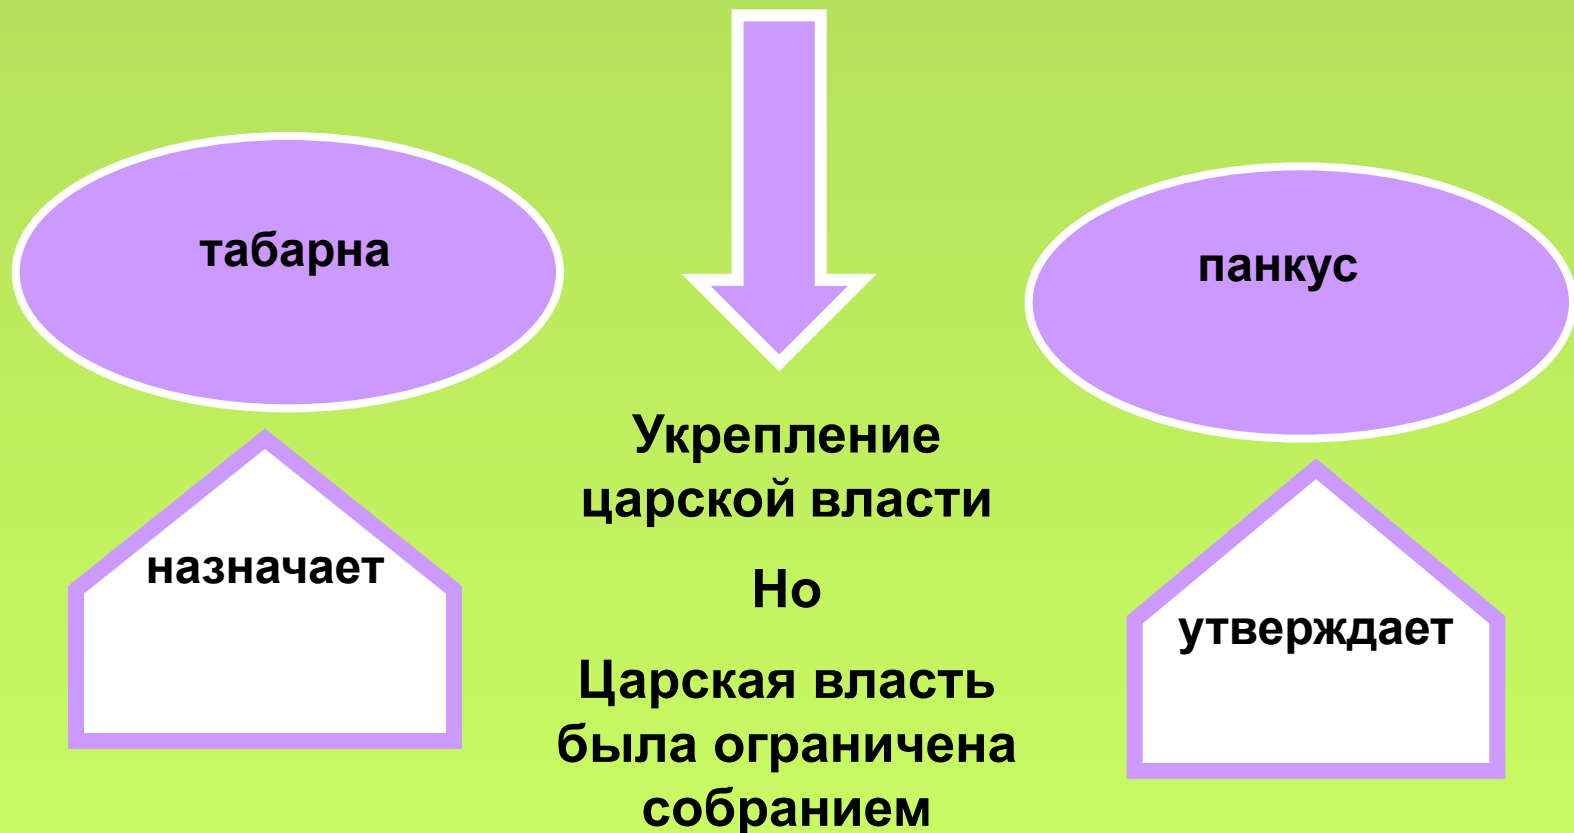 табарна
назначает
Укрепление
царской власти
Но
Царская власть
была ограничена
собранием
панкус
утверждает